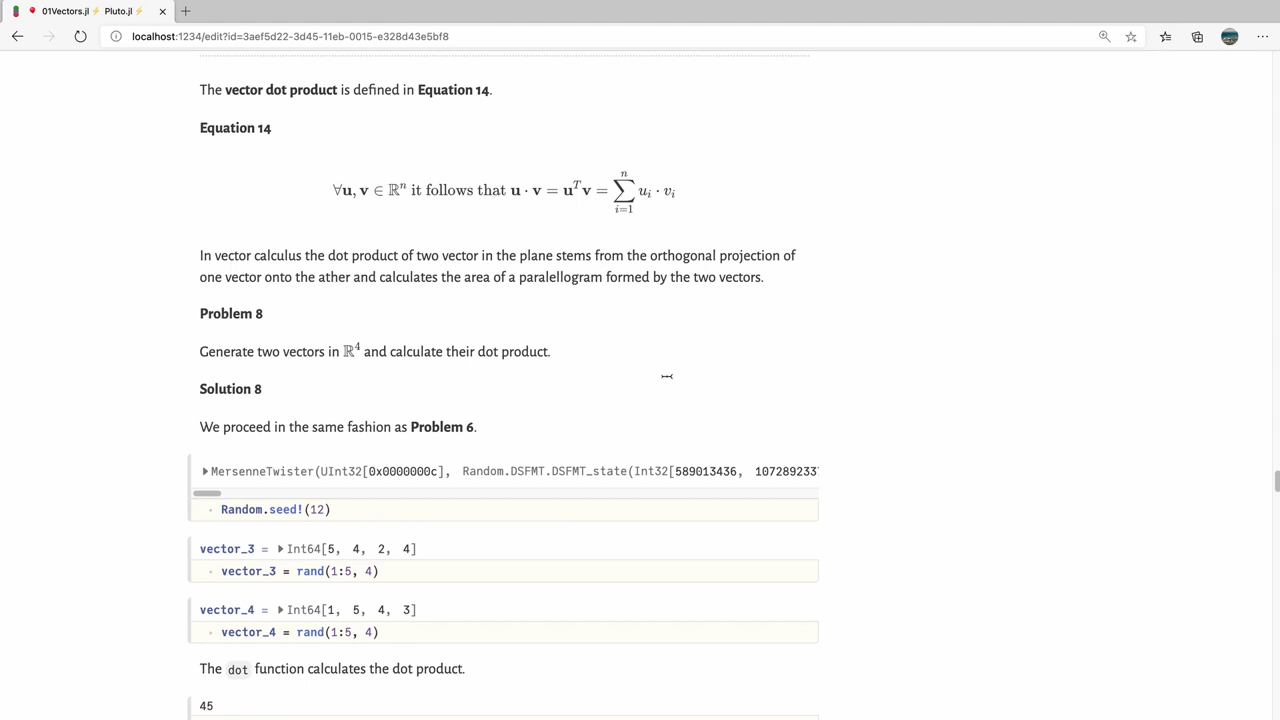 01Vectors.jl⚡ Pluto.jl⚡
localhost:1234/edit?id=3aef5d22-3d45-11eb-0015-e328d43e5bf8
The vector dot product is defined in Equation 14.
Equation 14
∀u, v ∈ ℝⁿ it follows that u · v = uᵀv = ∑ᵢ₌₁ⁿ uᵢ · vᵢ
In vector calculus the dot product of two vector in the plane stems from the orthogonal projection of
one vector onto the ather and calculates the area of a paralellogram formed by the two vectors.
Problem 8
Generate two vectors in ℝ⁴ and calculate their dot product.
Solution 8
We proceed in the same fashion as Problem 6.
MersenneTwister(UInt32[0x0000000c], Random.DSFMT.DSFMT_state(Int32[589013436, 107289233
Random.seed!(12)
vector_3 = Int64[5, 4, 2, 4]
vector_3 = rand(1:5, 4)
vector_4 = Int64[1, 5, 4, 3]
vector_4 = rand(1:5, 4)
The dot function calculates the dot product.
45